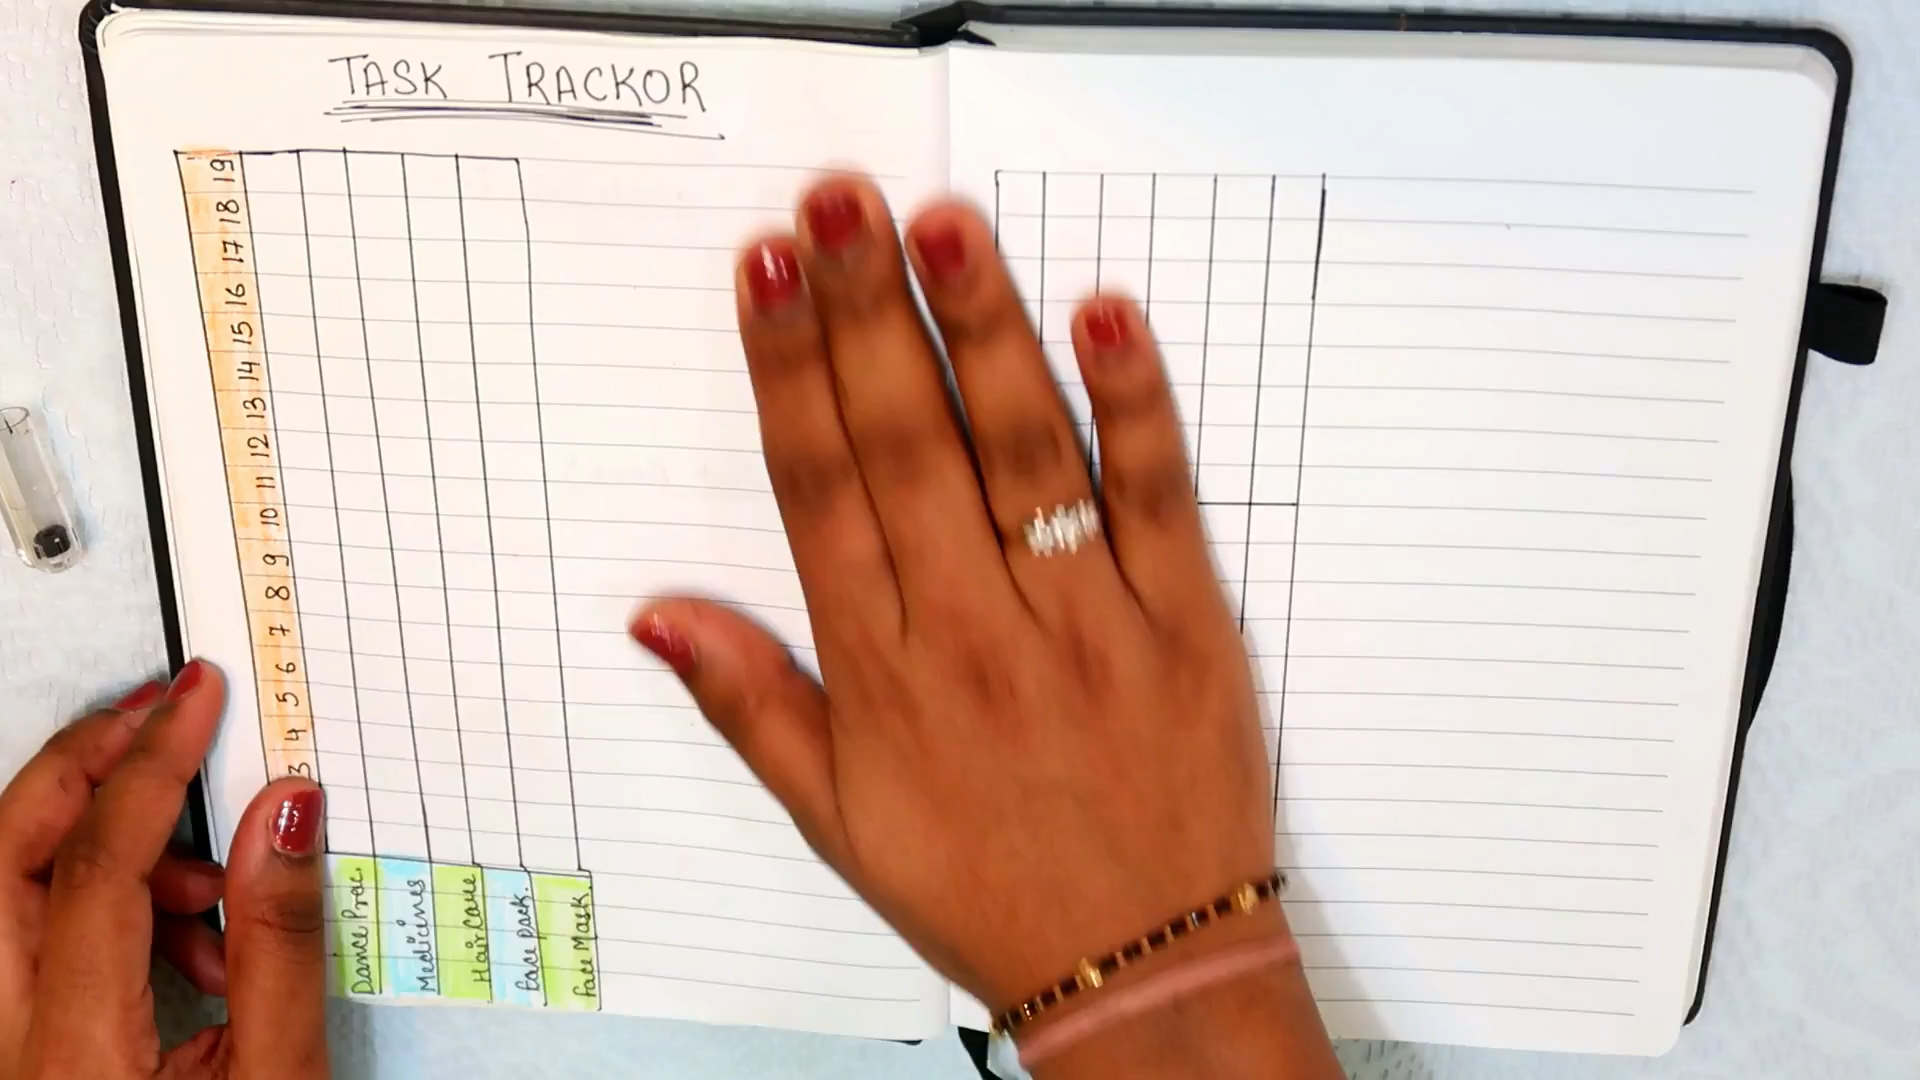 TASK TRACKOR
3 4 5 6 7 8 9 10 11 12 13 14 15 16 17 18 19
Dance Prac.
Medicines
Hair Care
face pack.
face Mask